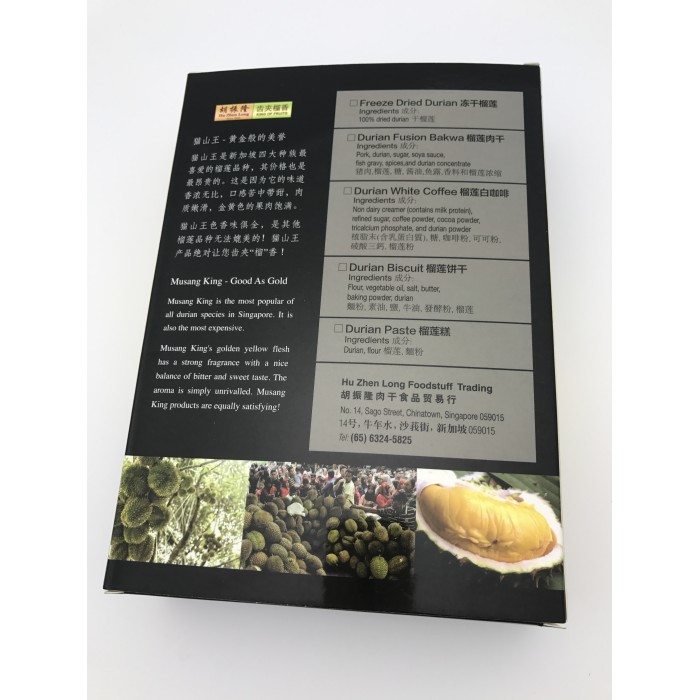 胡振隆
Hu Zhen Long
齿夹榴香
KING OF FRUITS
猫山王 - 黄金般的美誉
猫山王是新加坡四大种族最
喜爱的榴莲品种，其价格也是
最昂贵的。这是因为它的味道
香浓无比，口感苦中带甜，肉
质嫩滑，金黄色的果肉饱满。
猫山王色香味俱全，是其他
榴莲品种无法媲美的！猫山王
产品绝对让您出夹“榴”香！
Musang King - Good As Gold
Musang King is the most popular of
all durian species in Singapore. It is
also the most expensive.
Musang King's golden yellow flesh
has a strong fragrance with a nice
balance of bitter and sweet taste. The
aroma is simply unrivalled. Musang
King products are equally satisfying!
Freeze Dried Durian 冻干榴莲
Ingredients 成分
100% dried durian 干榴莲
Durian Fusion Bakwa 榴莲肉干
Ingredients 成分:
Pork, durian, sugar, soya sauce,
fish gravy, spices,and durian concentrate
猪肉,榴莲, 糖, 酱油,鱼露,香料和榴莲浓缩
Durian White Coffee 榴莲白咖啡
Ingredients 成分:
Non dairy creamer (contains milk protein),
refined sugar, coffee powder, cocoa powder,
tricalcium phosphate, and durian powder
植脂末(含乳蛋白質), 糖, 咖啡粉, 可可粉,
磷酸三鈣, 榴莲粉
Durian Biscuit 榴莲饼干
Ingredients 成分:
Flour, vegetable oil, salt, butter,
baking powder, durian
麵粉, 素油, 鹽, 牛油, 發酵粉, 榴莲
Durian Paste 榴莲糕
Ingredients 成分:
Durian, flour 榴莲, 麵粉
Hu Zhen Long Foodstuff Trading
胡振隆肉干食品贸易行
No. 14, Sago Street, Chinatown, Singapore 059015
14号, 牛车水, 沙莪街, 新加坡 059015
Tel: (65) 6324-5825